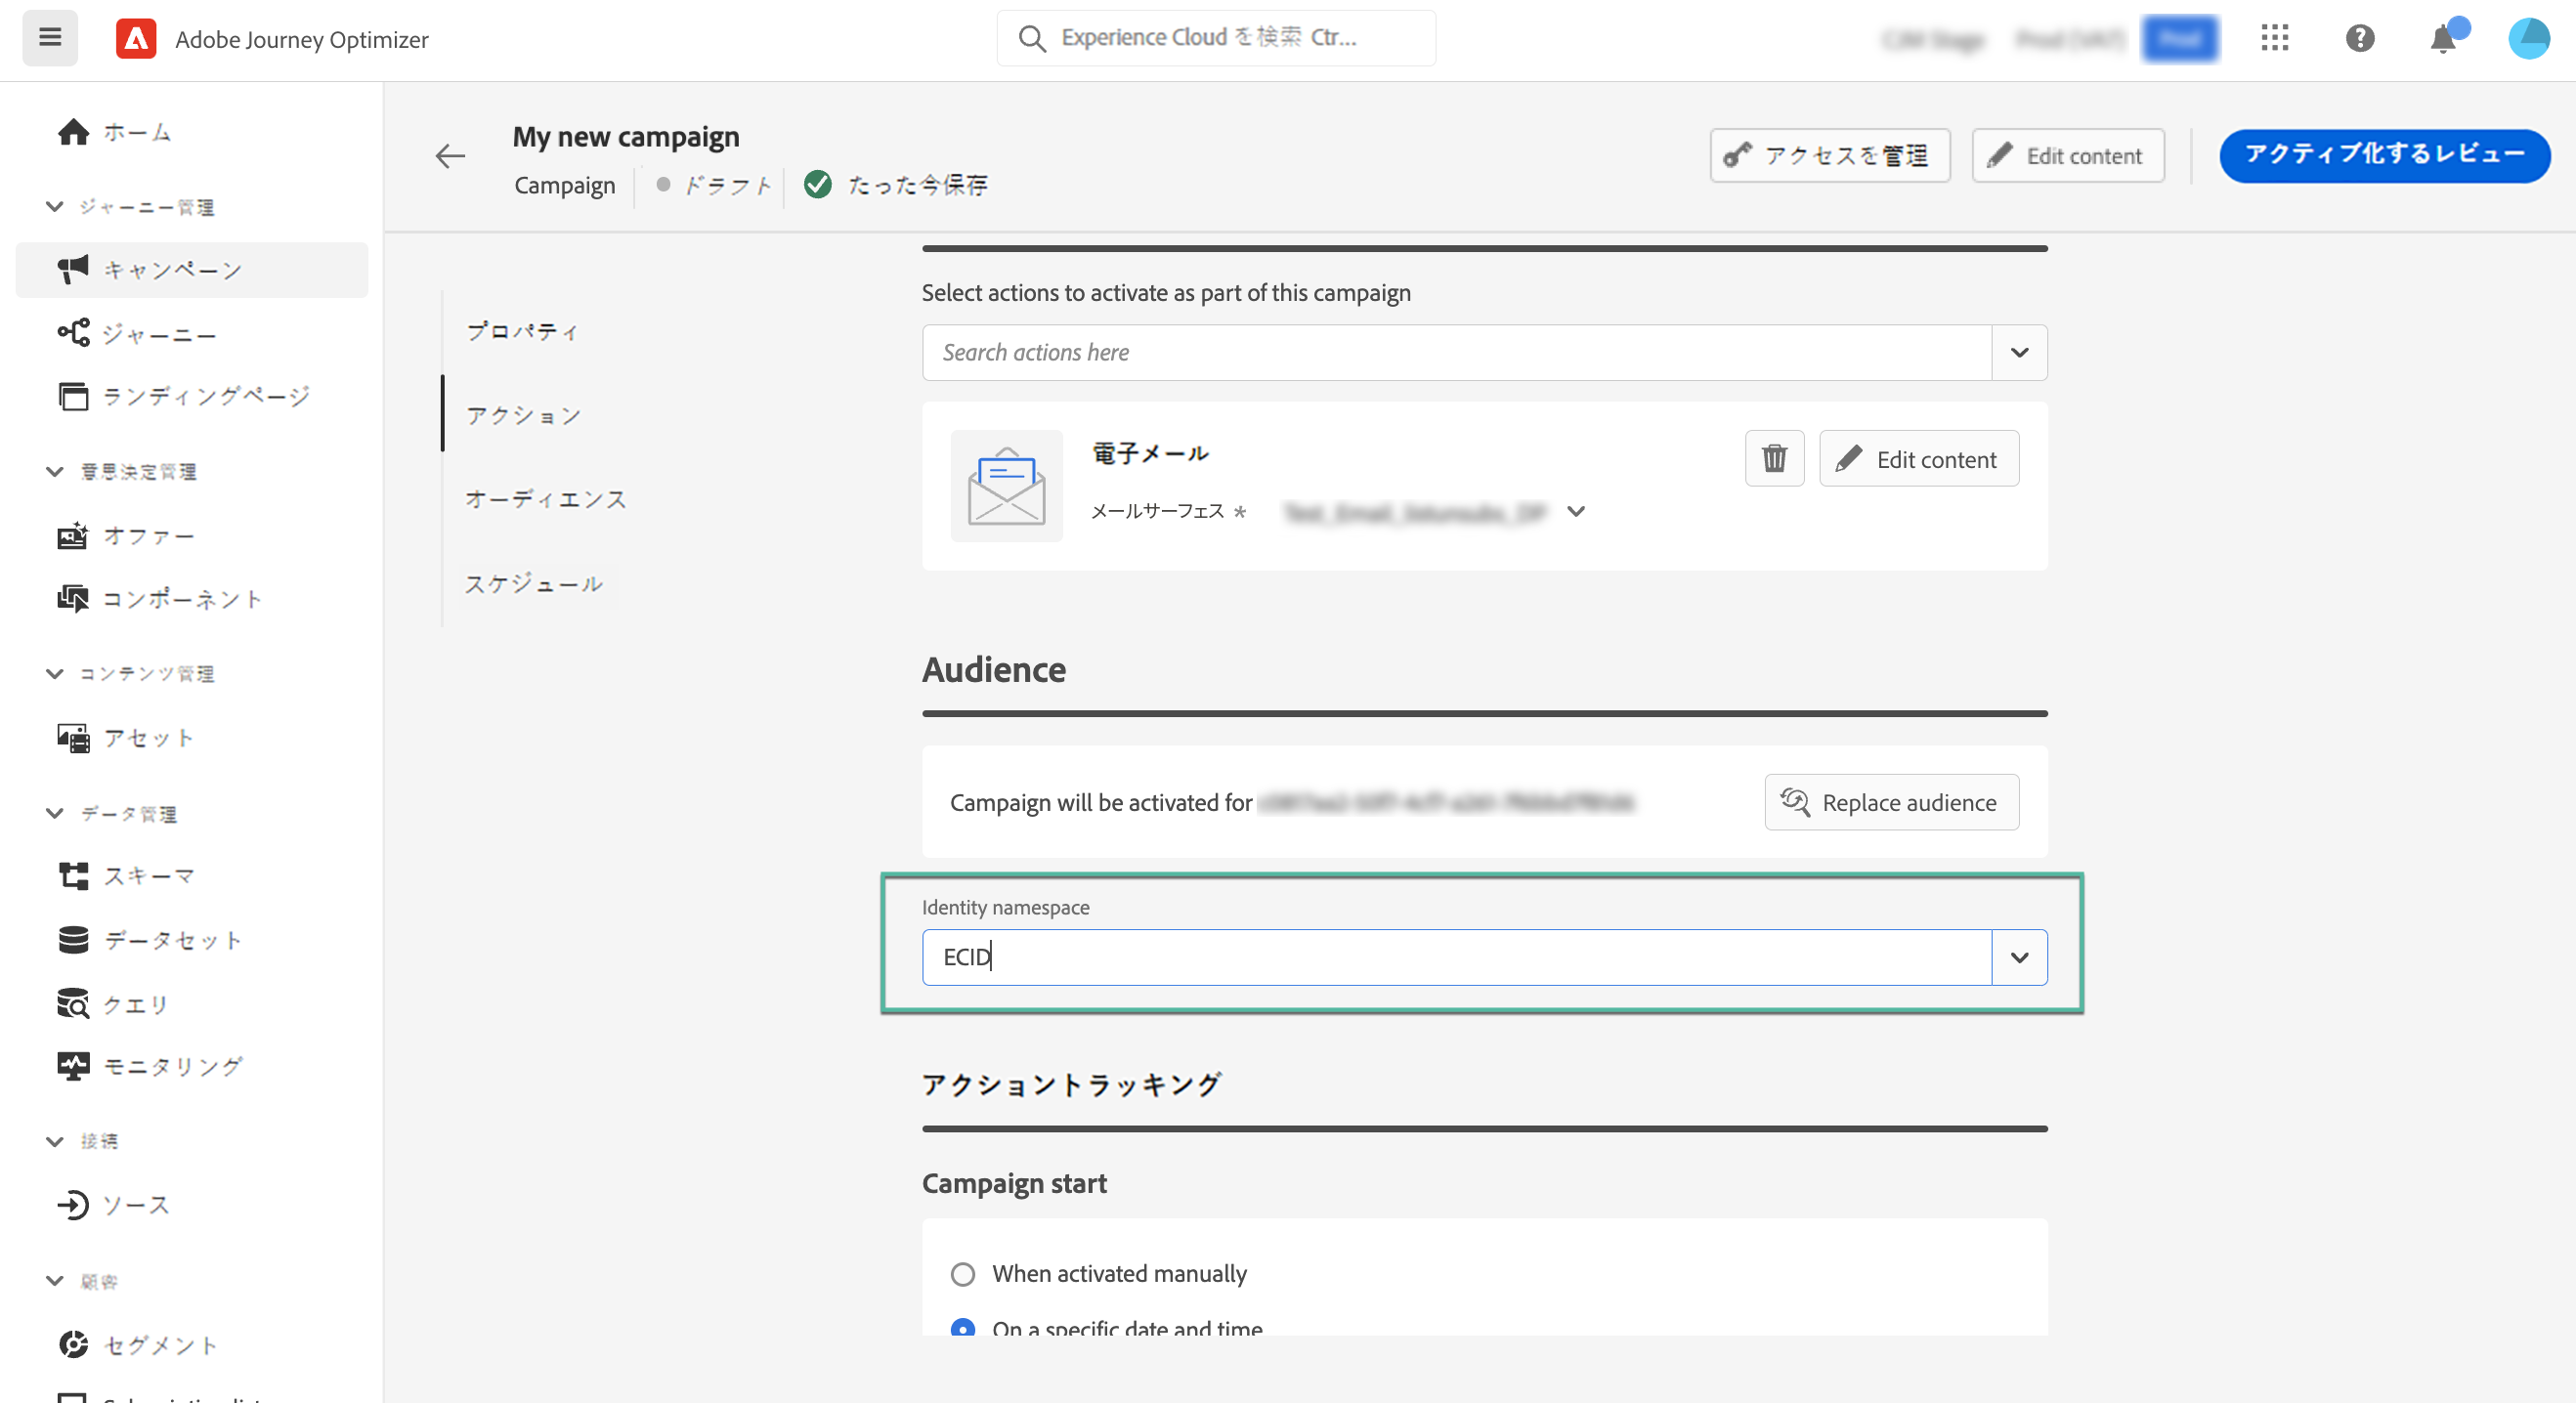 Adobe Journey Optimizer
Experience Cloud を検索 Ctr...
ホーム
ジャーニー管理
キャンペーン
ジャーニー
ランディングページ
意思決定管理
オファー
コンポーネント
コンテンツ管理
アセット
データ管理
スキーマ
データセット
クエリ
モニタリング
接続
ソース
顧客
セグメント
My new campaign
Campaign
ドラフト
たった今保存
アクセスを管理
Edit content
アクティブ化するレビュー
プロパティ
アクション
オーディエンス
スケジュール
Select actions to activate as part of this campaign
Search actions here
電子メール
Edit content
メールサーフェス *
Audience
Campaign will be activated for
Replace audience
Identity namespace
ECID
アクショントラッキング
Campaign start
When activated manually
On a specific date and time